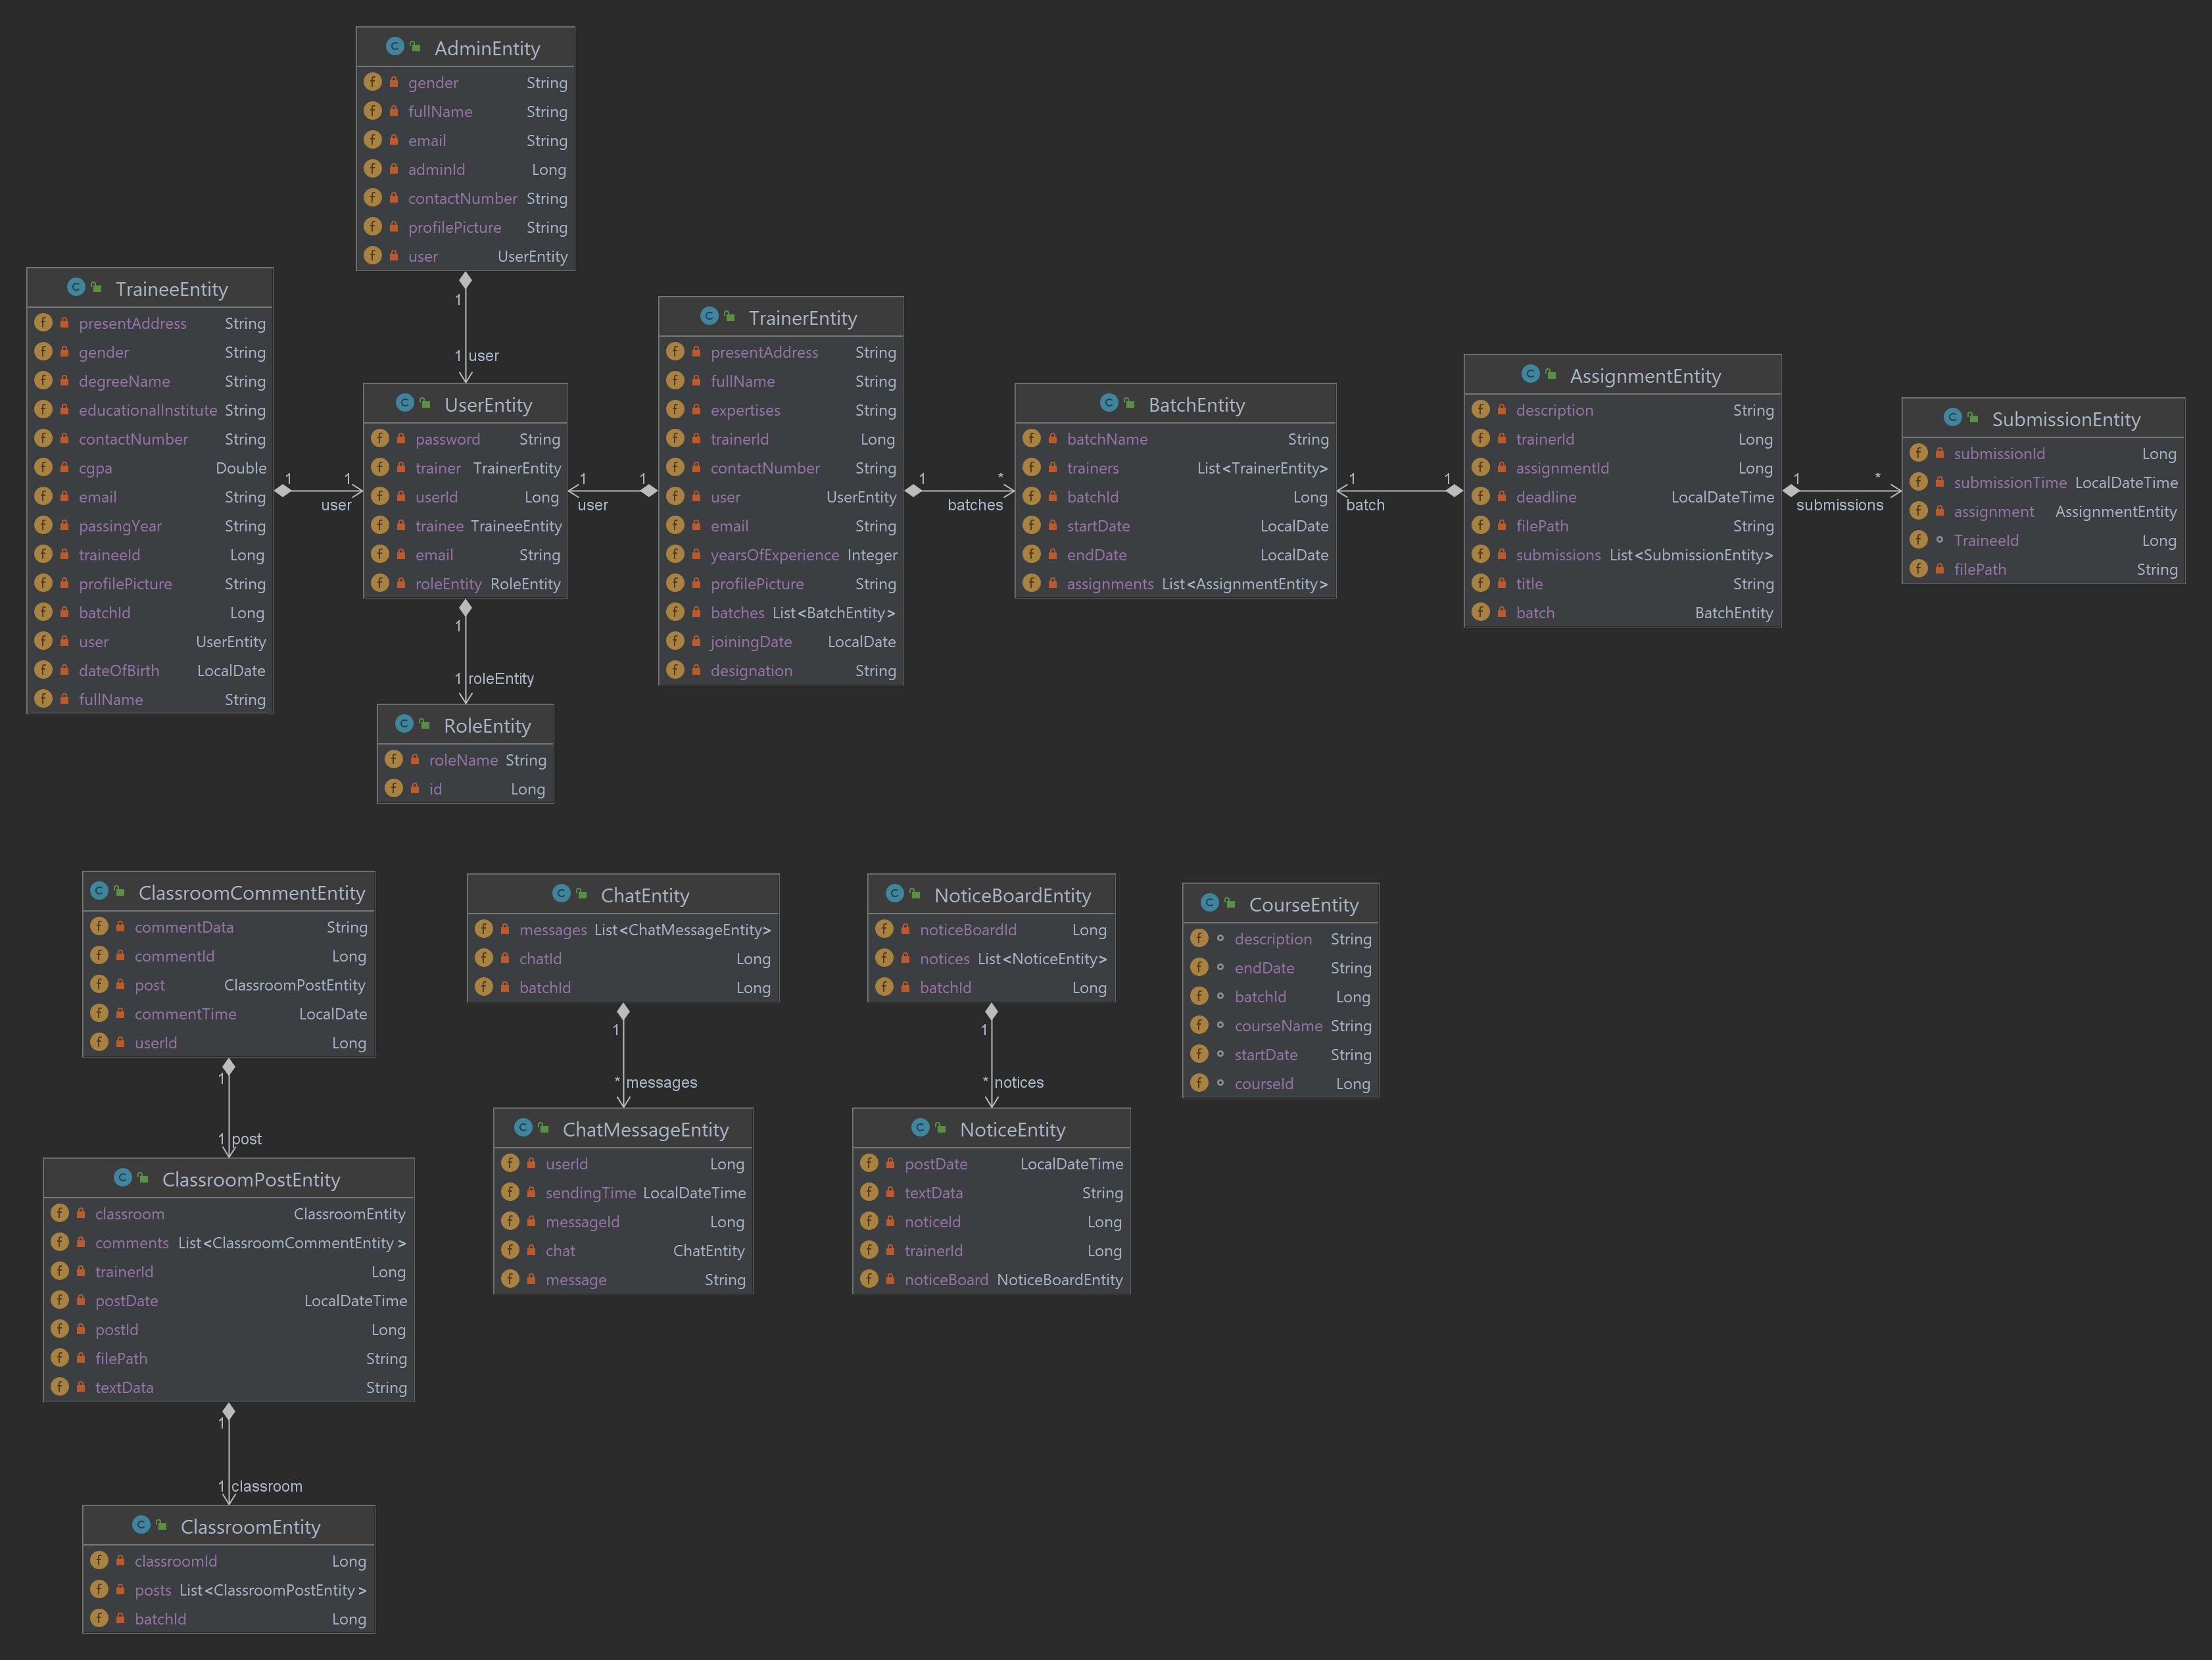 AdminEntity
gender String
fullName String
email String
adminId Long
contactNumber String
profilePicture String
user UserEntity
1
1 user
TraineeEntity
presentAddress String
gender String
degreeName String
educationalInstitute String
contactNumber String
cgpa Double
email String
passingYear String
traineeId Long
profilePicture String
batchId Long
user UserEntity
dateOfBirth LocalDate
fullName String
1 1
user
UserEntity
password String
trainer TrainerEntity
userId Long
trainee TraineeEntity
email String
roleEntity RoleEntity
1
1 roleEntity
RoleEntity
roleName String
id Long
1 1
user
TrainerEntity
presentAddress String
fullName String
expertises String
trainerId Long
contactNumber String
user UserEntity
email String
yearsOfExperience Integer
profilePicture String
batches List<BatchEntity>
joiningDate LocalDate
designation String
1 *
batches
BatchEntity
batchName String
trainers List<TrainerEntity>
batchId Long
startDate LocalDate
endDate LocalDate
assignments List<AssignmentEntity>
1 1
batch
AssignmentEntity
description String
trainerId Long
assignmentId Long
deadline LocalDateTime
filePath String
submissions List<SubmissionEntity>
title String
batch BatchEntity
1 *
submissions
SubmissionEntity
submissionId Long
submissionTime LocalDateTime
assignment AssignmentEntity
TraineeId Long
filePath String
ClassroomCommentEntity
commentData String
commentId Long
post ClassroomPostEntity
commentTime LocalDate
userId Long
1
1 post
ClassroomPostEntity
classroom ClassroomEntity
comments List<ClassroomCommentEntity>
trainerId Long
postDate LocalDateTime
postId Long
filePath String
textData String
1
1 classroom
ClassroomEntity
classroomId Long
posts List<ClassroomPostEntity>
batchId Long
ChatEntity
messages List<ChatMessageEntity>
chatId Long
batchId Long
1
* messages
ChatMessageEntity
userId Long
sendingTime LocalDateTime
messageId Long
chat ChatEntity
message String
NoticeBoardEntity
noticeBoardId Long
notices List<NoticeEntity>
batchId Long
1
* notices
NoticeEntity
postDate LocalDateTime
textData String
noticeId Long
trainerId Long
noticeBoard NoticeBoardEntity
CourseEntity
description String
endDate String
batchId Long
courseName String
startDate String
courseId Long